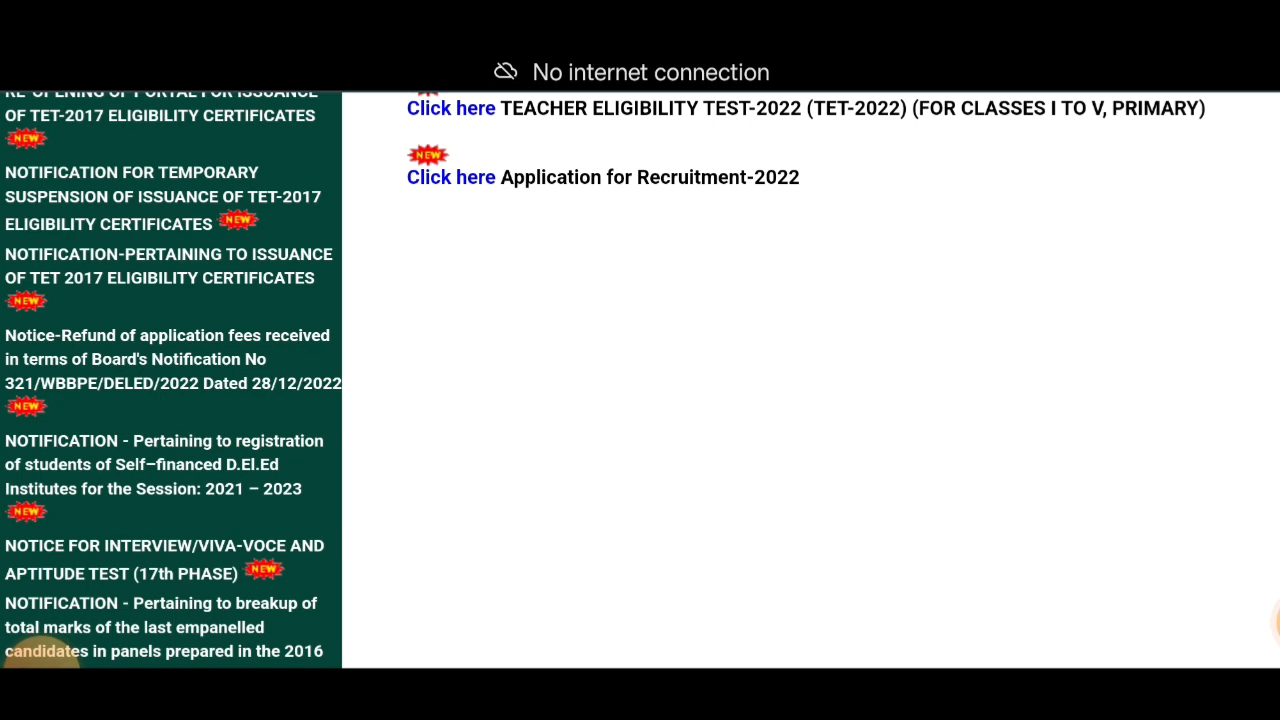 No internet connection
RE-OPENING OF PORTAL FOR ISSUANCE
OF TET-2017 ELIGIBILITY CERTIFICATES
NEW
NOTIFICATION FOR TEMPORARY
SUSPENSION OF ISSUANCE OF TET-2017
ELIGIBILITY CERTIFICATES NEW
NOTIFICATION-PERTAINING TO ISSUANCE
OF TET 2017 ELIGIBILITY CERTIFICATES
NEW
Notice-Refund of application fees received
in terms of Board's Notification No
321/WBBPE/DELED/2022 Dated 28/12/2022
NEW
NOTIFICATION - Pertaining to registration
of students of Self–financed D.El.Ed
Institutes for the Session: 2021 – 2023
NEW
NOTICE FOR INTERVIEW/VIVA-VOCE AND
APTITUDE TEST (17th PHASE) NEW
NOTIFICATION - Pertaining to breakup of
total marks of the last empanelled
candidates in panels prepared in the 2016
Click here TEACHER ELIGIBILITY TEST-2022 (TET-2022) (FOR CLASSES I TO V, PRIMARY)
NEW
Click here Application for Recruitment-2022